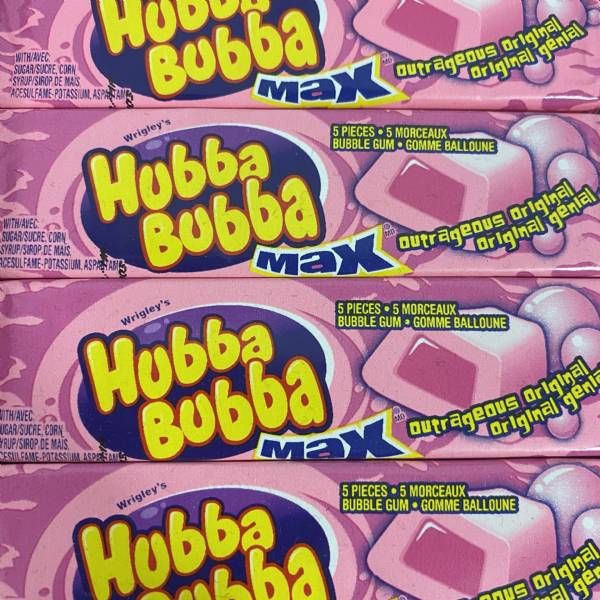 Hubba
Bubba
max
MD
outrageous original
original génial
WITH/AVEC
SUGAR/SUCRE, CORN
SYRUP/SIROP DE MAIS
ACESULFAME-POTASSIUM, ASPARTAME
Wrigley's
Hubba
Bubba
max
5 PIECES • 5 MORCEAUX
BUBBLE GUM • GOMME BALLOUNE
MD
outrageous original
original génial
WITH/AVEC
SUGAR/SUCRE, CORN
SYRUP/SIROP DE MAIS
ACESULFAME-POTASSIUM, ASPARTAME
Wrigley's
Hubba
Bubba
max
5 PIECES • 5 MORCEAUX
BUBBLE GUM • GOMME BALLOUNE
MD
outrageous original
original génial
WITH/AVEC
SUGAR/SUCRE, CORN
SYRUP/SIROP DE MAIS
ACESULFAME-POTASSIUM, ASPARTAME
Wrigley's
Hubba
Bubba
5 PIECES • 5 MORCEAUX
BUBBLE GUM • GOMME BALLOUNE
outrageous original
original génial